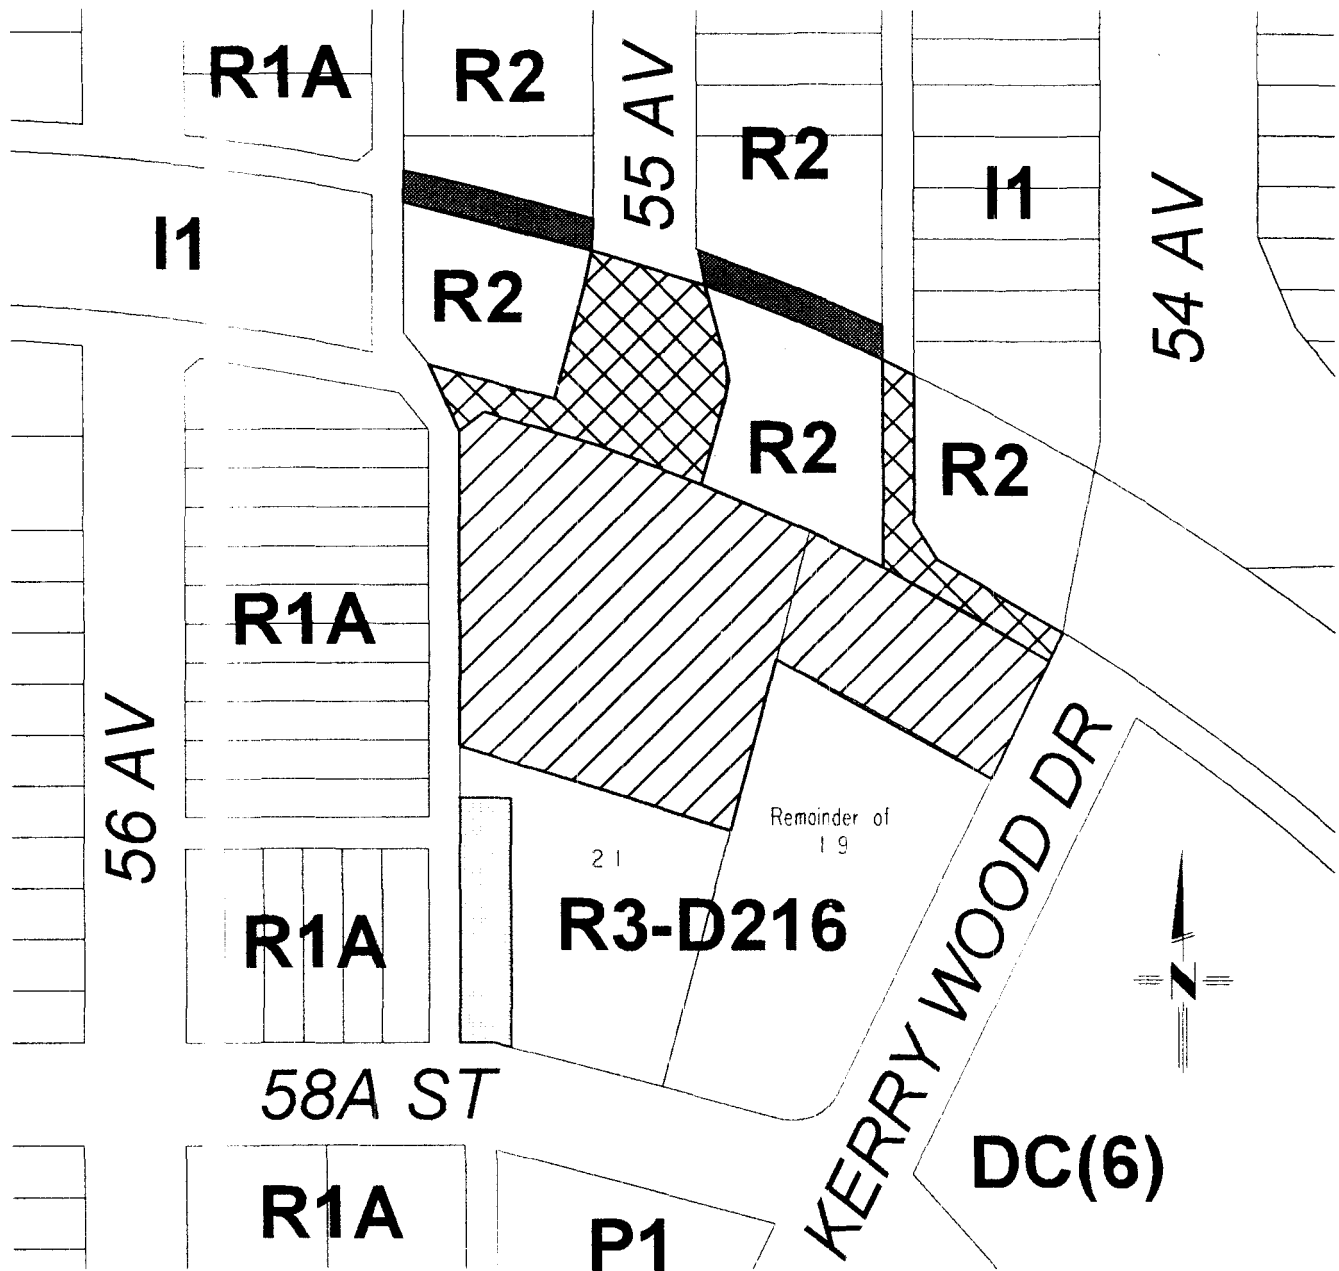 R1A
R2
55 AV
R2
I1
54 AV
I1
R2
R2
R2
R1A
56 AV
Remainder of
19
21
R3-D216
R1A
KERRY WOOD DR
N
58A ST
DC(6)
R1A
P1